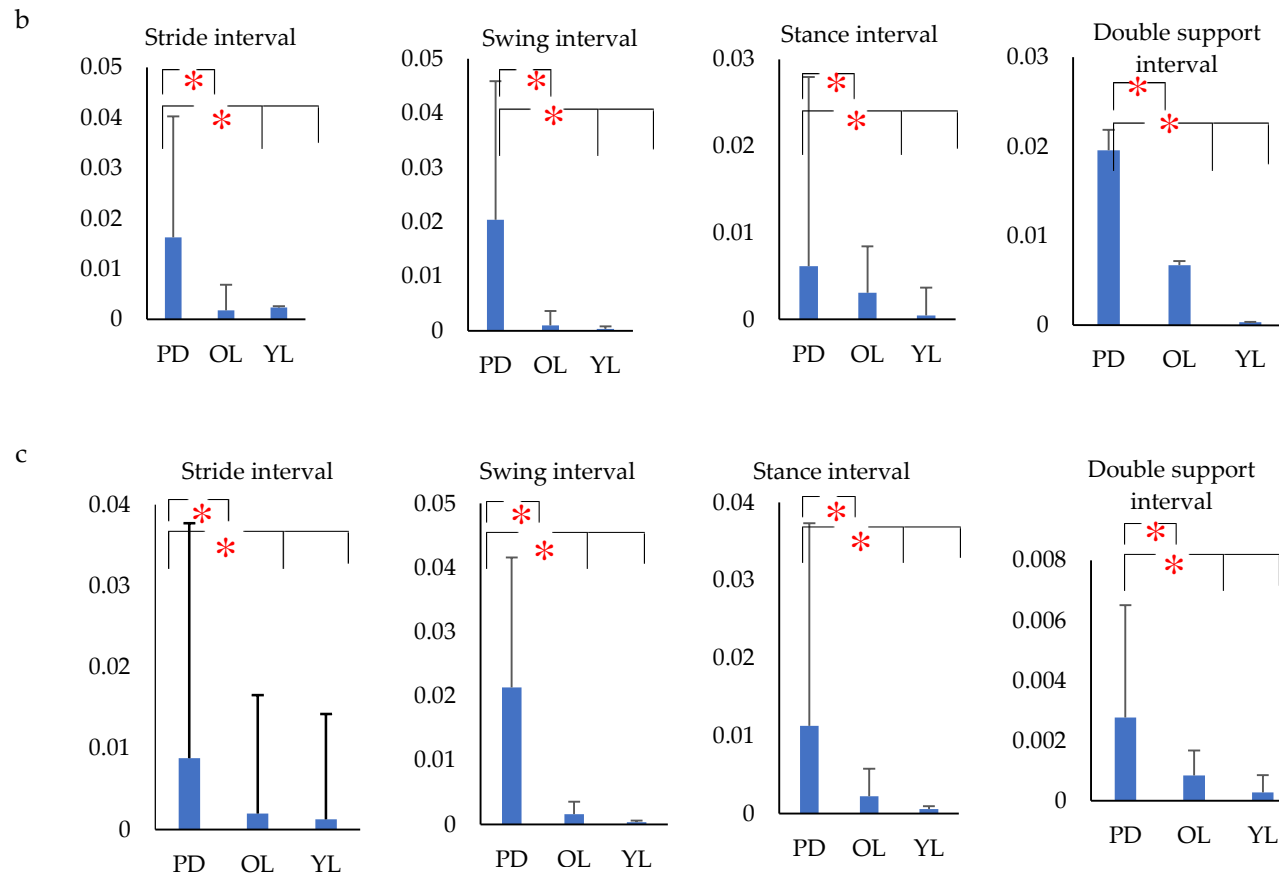 b
Stride interval
0.05
0.04
0.03
0.02
0.01
0
*
*
PD OL YL
Swing interval
0.05
0.04
0.03
0.02
0.01
0
*
*
PD OL YL
Stance interval
0.03
0.02
0.01
0
*
*
PD OL YL
Double support
interval
0.03
0.02
0.01
0
*
*
PD OL YL
c
Stride interval
0.04
0.03
0.02
0.01
0
*
*
PD OL YL
Swing interval
0.05
0.04
0.03
0.02
0.01
0
*
*
PD OL YL
Stance interval
0.04
0.03
0.02
0.01
0
*
*
PD OL YL
Double support
interval
0.008
0.006
0.004
0.002
0
*
*
PD OL YL